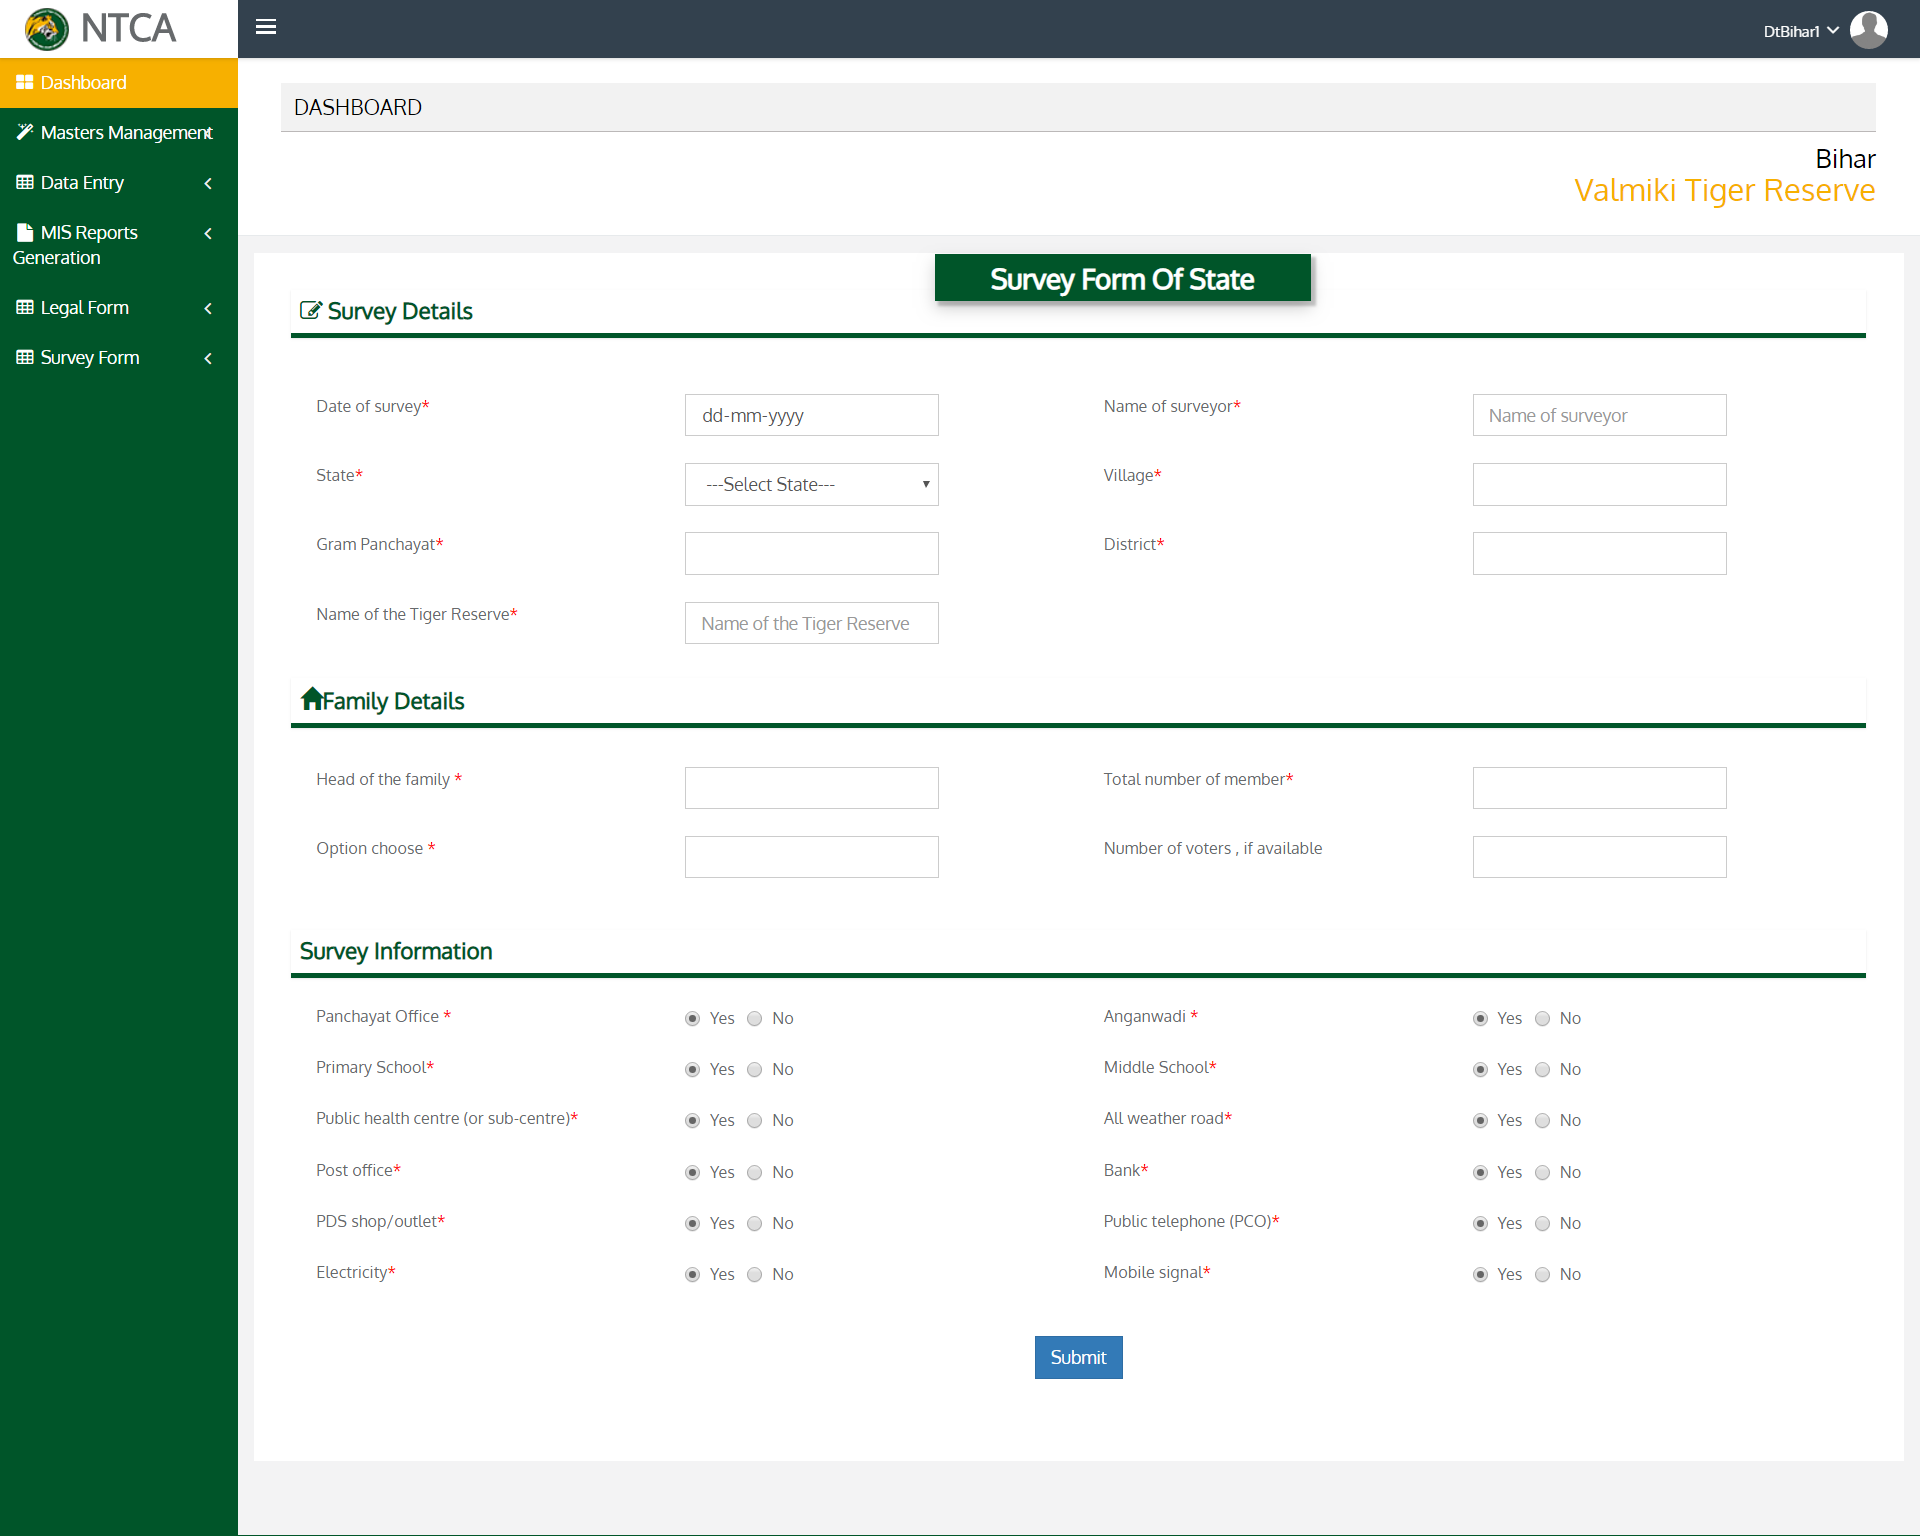 NTCA
DtBihar1
Dashboard
Masters Management
Data Entry
MIS Reports
Generation
Legal Form
Survey Form
DASHBOARD
Bihar
Valmiki Tiger Reserve
Survey Form Of State
Survey Details
Date of survey* dd-mm-yyyy Name of surveyor* Name of surveyor
State* ---Select State--- Village*
Gram Panchayat* District*
Name of the Tiger Reserve* Name of the Tiger Reserve
Family Details
Head of the family * Total number of member*
Option choose * Number of voters , if available
Survey Information
Panchayat Office * Yes No Anganwadi * Yes No
Primary School* Yes No Middle School* Yes No
Public health centre (or sub-centre)* Yes No All weather road* Yes No
Post office* Yes No Bank* Yes No
PDS shop/outlet* Yes No Public telephone (PCO)* Yes No
Electricity* Yes No Mobile signal* Yes No
Submit